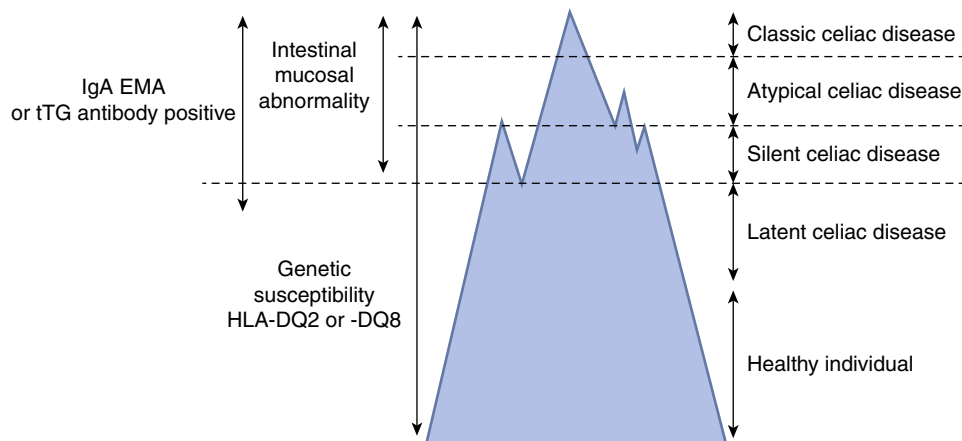 IgA EMA
or tTG antibody positive
Intestinal
mucosal
abnormality
Genetic
susceptibility
HLA-DQ2 or -DQ8
Classic celiac disease
Atypical celiac disease
Silent celiac disease
Latent celiac disease
Healthy individual